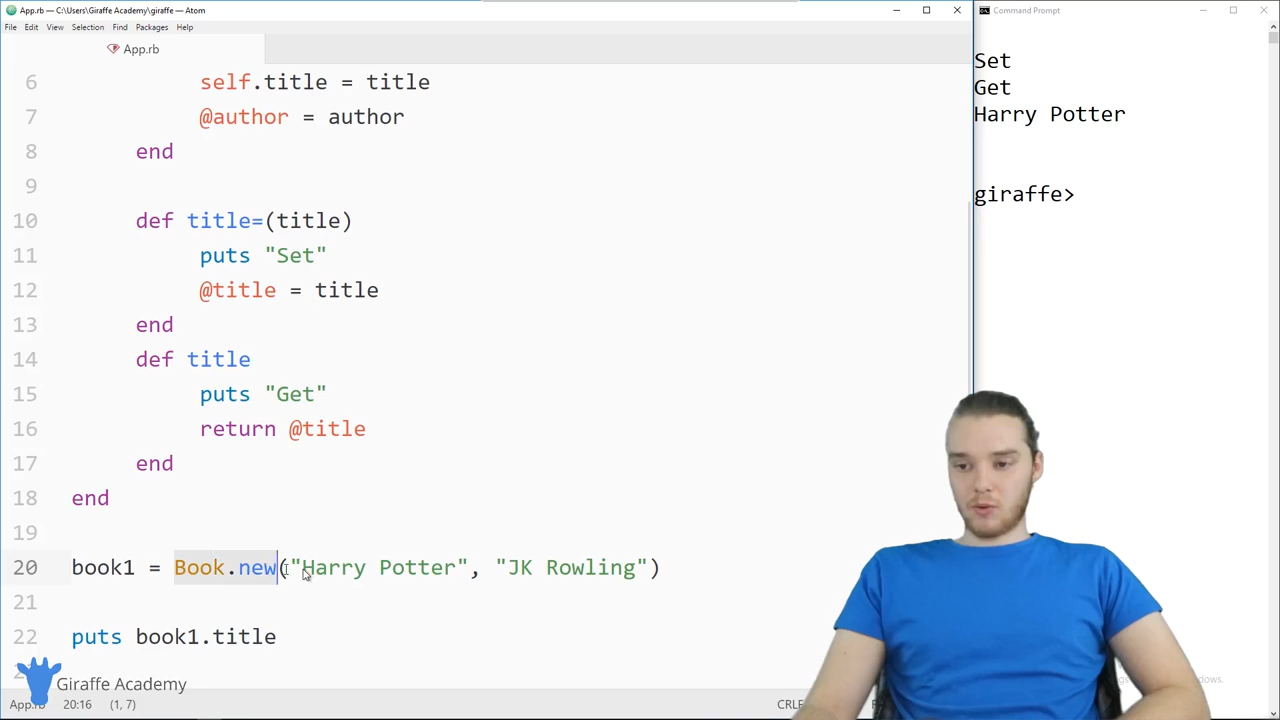 App.rb — C:\Users\Giraffe Academy\giraffe — Atom
File Edit View Selection Find Packages Help
App.rb
6 self.title = title
7 @author = author
8 end
9
10 def title=(title)
11 puts "Set"
12 @title = title
13 end
14 def title
15 puts "Get"
16 return @title
17 end
18 end
19
20 book1 = Book.new("Harry Potter", "JK Rowling")
21
22 puts book1.title
Giraffe Academy
App.rb 20:16 (1, 7) CRLF
Command Prompt
Set
Get
Harry Potter
giraffe>